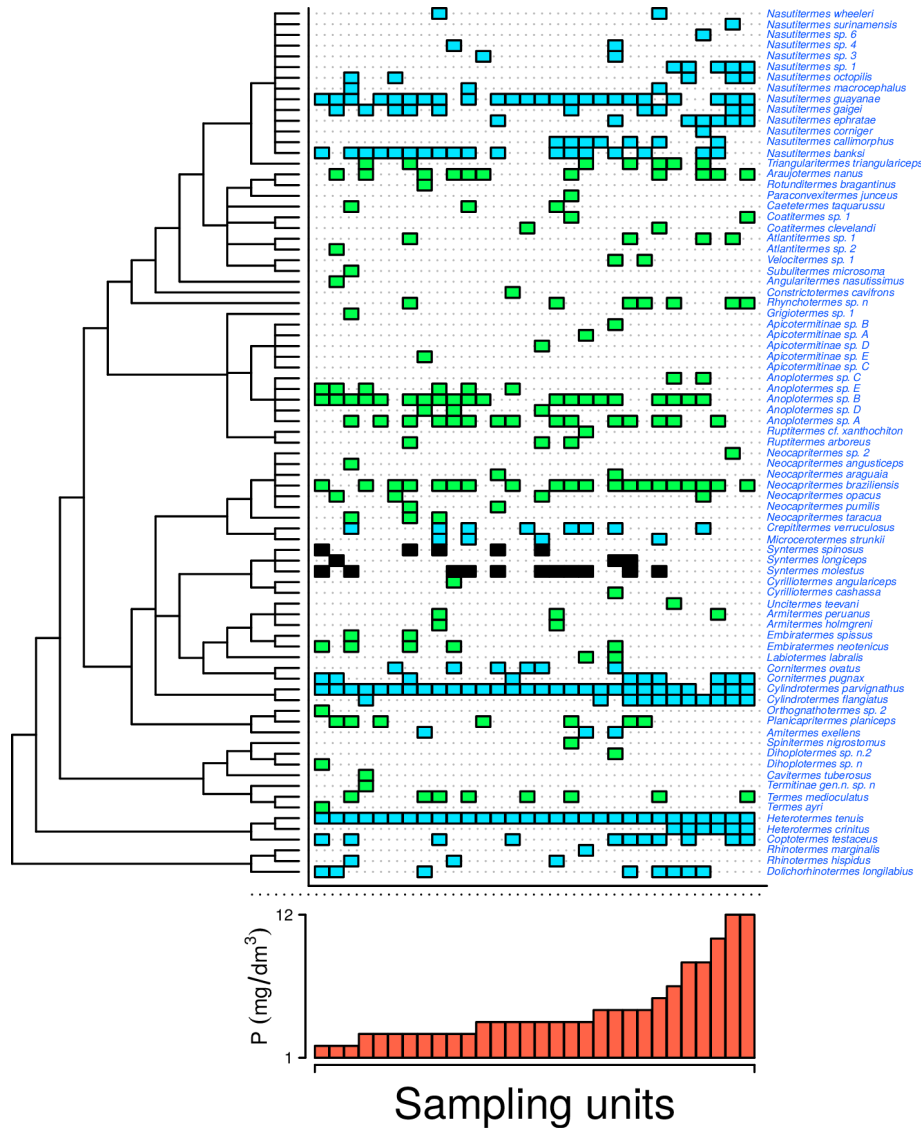 Nasutitermes wheeleri
Nasutitermes surinamensis
Nasutitermes sp. 6
Nasutitermes sp. 4
Nasutitermes sp. 3
Nasutitermes sp. 1
Nasutitermes octopilis
Nasutitermes macrocephalus
Nasutitermes guayanae
Nasutitermes gaigei
Nasutitermes ephratae
Nasutitermes corniger
Nasutitermes callimorphus
Nasutitermes banksi
Triangularitermes triangulariceps
Araujotermes nanus
Rotunditermes bragantinus
Paraconvexitermes junceus
Caetetermes taquarussu
Coatitermes sp. 1
Coatitermes clevelandi
Atlantitermes sp. 1
Atlantitermes sp. 2
Velocitermes sp. 1
Subulitermes microsoma
Angularitermes nasutissimus
Constrictotermes cavifrons
Rhynchotermes sp. n
Grigiotermes sp. 1
Apicotermitinae sp. B
Apicotermitinae sp. A
Apicotermitinae sp. D
Apicotermitinae sp. E
Apicotermitinae sp. C
Anoplotermes sp. C
Anoplotermes sp. E
Anoplotermes sp. B
Anoplotermes sp. D
Anoplotermes sp. A
Ruptitermes cf. xanthochiton
Ruptitermes arboreus
Neocapritermes sp. 2
Neocapritermes angusticeps
Neocapritermes araguaia
Neocapritermes braziliensis
Neocapritermes opacus
Neocapritermes pumilis
Neocapritermes taracua
Crepititermes verruculosus
Microcerotermes strunkii
Syntermes spinosus
Syntermes longiceps
Syntermes molestus
Cyrilliotermes angulariceps
Cyrilliotermes cashassa
Uncitermes teevani
Armitermes peruanus
Armitermes holmgreni
Embiratermes spissus
Embiratermes neotenicus
Labiotermes labralis
Cornitermes ovatus
Cornitermes pugnax
Cylindrotermes parvignathus
Cylindrotermes flangiatus
Orthognathotermes sp. 2
Planicapritermes planiceps
Amitermes exellens
Spinitermes nigrostomus
Dihoplotermes sp. n.2
Dihoplotermes sp. n
Cavitermes tuberosus
Termitinae gen.n. sp. n
Termes medioculatus
Termes ayri
Heterotermes tenuis
Heterotermes crinitus
Coptotermes testaceus
Rhinotermes marginalis
Rhinotermes hispidus
Dolichorhinotermes longilabius
12
P (mg/dm³)
1
Sampling units